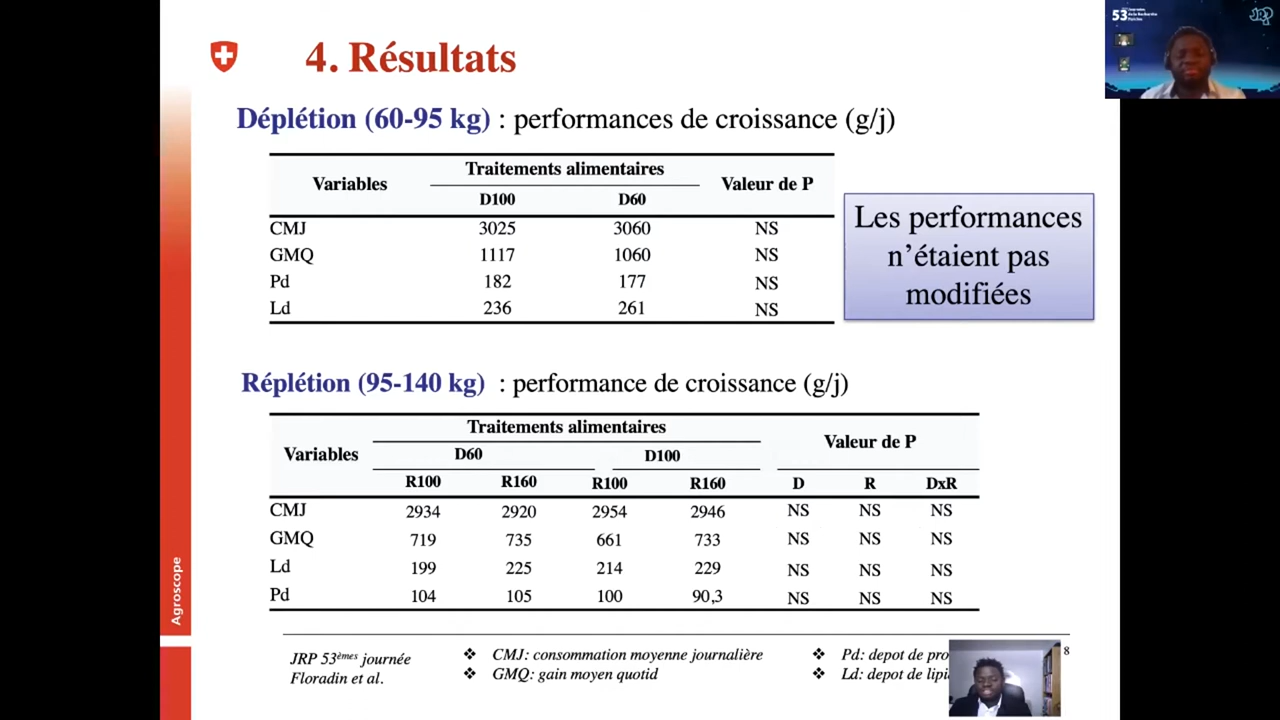 4. Résultats
53
Déplétion (60-95 kg) : performances de croissance (g/j)
Variables Traitements alimentaires Valeur de P
D100 D60
CMJ 3025 3060 NS
GMQ 1117 1060 NS
Pd 182 177 NS
Ld 236 261 NS
Les performances
n’étaient pas
modifiées
Réplétion (95-140 kg) : performance de croissance (g/j)
Variables Traitements alimentaires Valeur de P
D60 D100
R100 R160 R100 R160 D R DxR
CMJ 2934 2920 2954 2946 NS NS NS
GMQ 719 735 661 733 NS NS NS
Ld 199 225 214 229 NS NS NS
Pd 104 105 100 90,3 NS NS NS
Agroscope
JRP 53èmes journée
Floradin et al.
❖ CMJ: consommation moyenne journalière
❖ GMQ: gain moyen quotid
❖ Pd: depot de pro
❖ Ld: depot de lipi
8